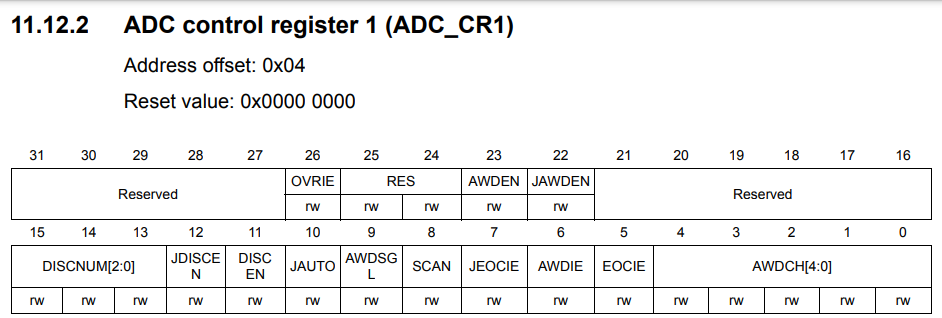 11.12.2 ADC control register 1 (ADC_CR1)
Address offset: 0x04
Reset value: 0x0000 0000
31 30 29 28 27 26 25 24 23 22 21 20 19 18 17 16
Reserved OVRIE RES AWDEN JAWDEN Reserved
rw rw rw rw rw
15 14 13 12 11 10 9 8 7 6 5 4 3 2 1 0
DISCNUM[2:0] JDISCE DISC JAUTO AWDSG SCAN JEOCIE AWDIE EOCIE AWDCH[4:0]
N EN L
rw rw rw rw rw rw rw rw rw rw rw rw rw rw rw rw